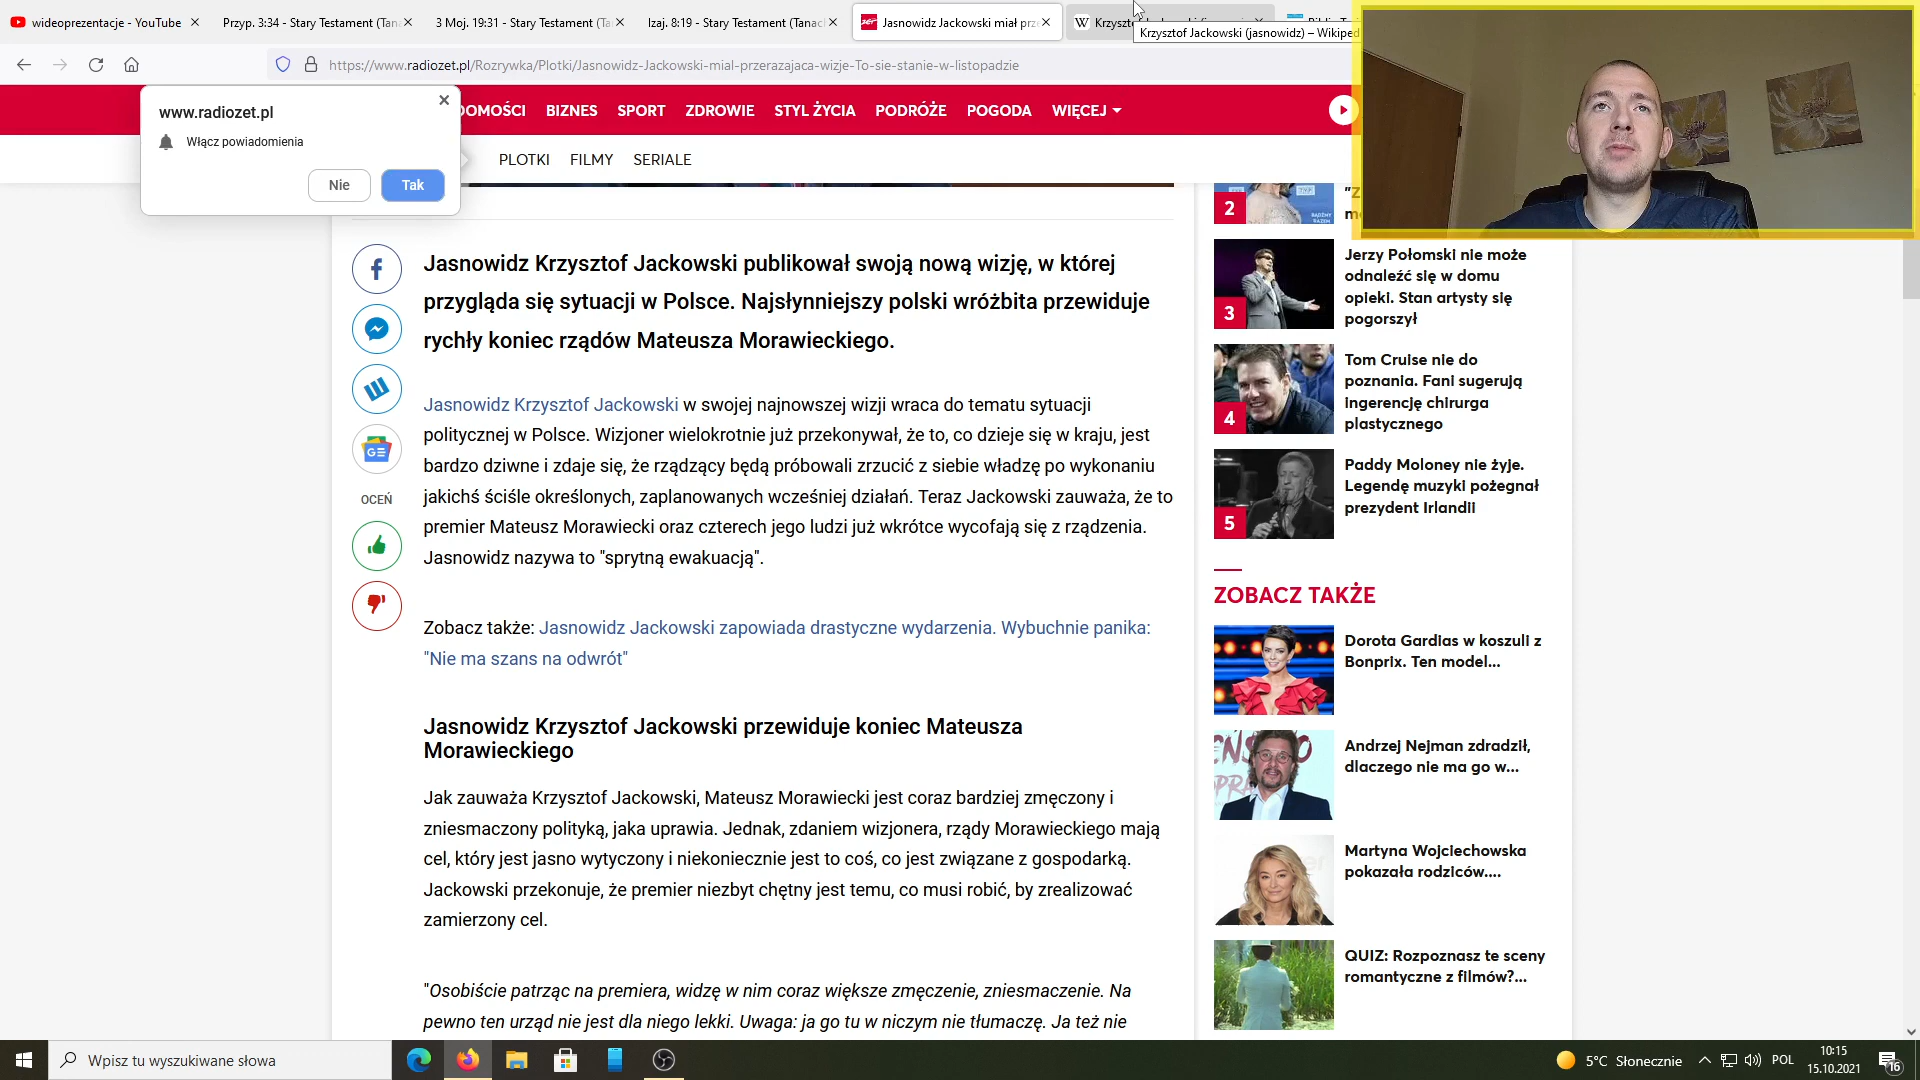 wideoprezentacje - YouTube
Przyp. 3:34 - Stary Testament (Tan
3 Moj. 19:31 - Stary Testament (Ta
Izaj. 8:19 - Stary Testament (Tanac
Jasnowidz Jackowski miał prze
Krzysztof Jackowski (jasnowidz) – Wikiped
https://www.radiozet.pl/Rozrywka/Plotki/Jasnowidz-Jackowski-mial-przerazajaca-wizje-To-sie-stanie-w-listopadzie
www.radiozet.pl
Włącz powiadomienia
Nie
Tak
DOMOŚCI BIZNES SPORT ZDROWIE STYL ŻYCIA PODRÓŻE POGODA WIĘCEJ
PLOTKI FILMY SERIALE
Jasnowidz Krzysztof Jackowski publikował swoją nową wizję, w której
przygląda się sytuacji w Polsce. Najsłynniejszy polski wróżbita przewiduje
rychły koniec rządów Mateusza Morawieckiego.
Jasnowidz Krzysztof Jackowski w swojej najnowszej wizji wraca do tematu sytuacji
politycznej w Polsce. Wizjoner wielokrotnie już przekonywał, że to, co dzieje się w kraju, jest
bardzo dziwne i zdaje się, że rządzący będą próbowali zrzucić z siebie władzę po wykonaniu
jakichś ściśle określonych, zaplanowanych wcześniej działań. Teraz Jackowski zauważa, że to
premier Mateusz Morawiecki oraz czterech jego ludzi już wkrótce wycofają się z rządzenia.
Jasnowidz nazywa to "sprytną ewakuacją".
OCEŃ
Zobacz także: Jasnowidz Jackowski zapowiada drastyczne wydarzenia. Wybuchnie panika:
"Nie ma szans na odwrót"
Jasnowidz Krzysztof Jackowski przewiduje koniec Mateusza
Morawieckiego
Jak zauważa Krzysztof Jackowski, Mateusz Morawiecki jest coraz bardziej zmęczony i
zniesmaczony polityką, jaka uprawia. Jednak, zdaniem wizjonera, rządy Morawieckiego mają
cel, który jest jasno wytyczony i niekoniecznie jest to coś, co jest związane z gospodarką.
Jackowski przekonuje, że premier niezbyt chętny jest temu, co musi robić, by zrealizować
zamierzony cel.
"Osobiście patrząc na premiera, widzę w nim coraz większe zmęczenie, zniesmaczenie. Na
pewno ten urząd nie jest dla niego lekki. Uwaga: ja go tu w niczym nie tłumaczę. Ja też nie
2
3
Jerzy Połomski nie może
odnaleźć się w domu
opieki. Stan artysty się
pogorszył
4
Tom Cruise nie do
poznania. Fani sugerują
ingerencję chirurga
plastycznego
5
Paddy Moloney nie żyje.
Legendę muzyki pożegnał
prezydent Irlandii
ZOBACZ TAKŻE
Dorota Gardias w koszuli z
Bonprix. Ten model...
Andrzej Nejman zdradził,
dlaczego nie ma go w...
Martyna Wojciechowska
pokazała rodziców....
QUIZ: Rozpoznasz te sceny
romantyczne z filmów?...
Wpisz tu wyszukiwane słowa
5°C Słonecznie
POL
10:15
15.10.2021
16